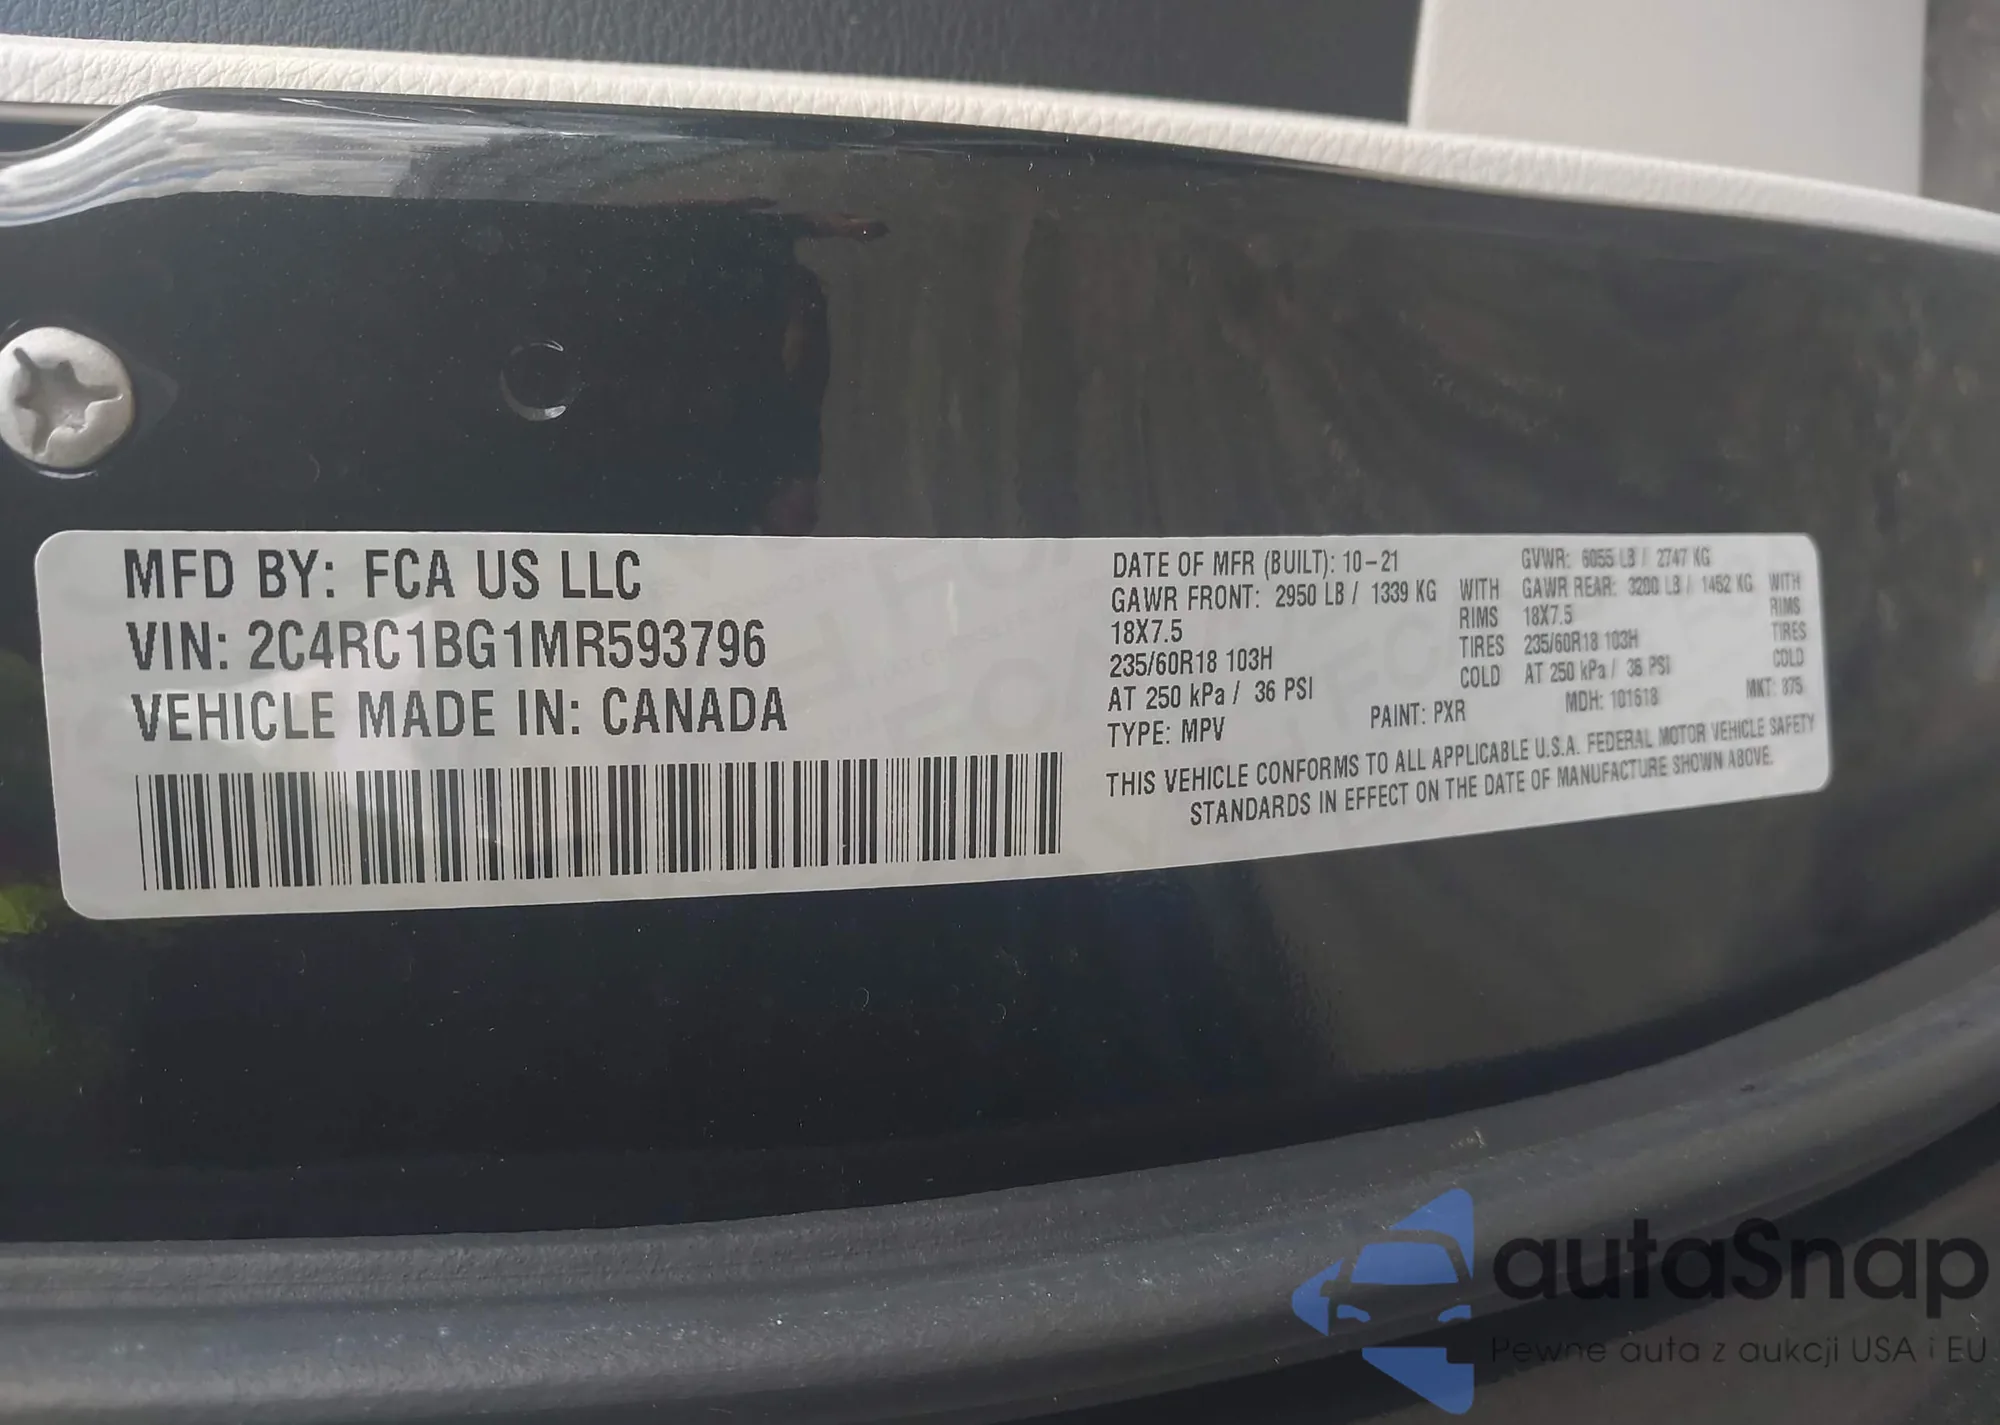 MFD BY: FCA US LLC
VIN: 2C4RC1BG1MR593796
VEHICLE MADE IN: CANADA
DATE OF MFR (BUILT): 10-21 GVWR: 6055 LB / 2747 KG
GAWR FRONT: 2950 LB / 1339 KG WITH GAWR REAR: 3200 LB / 1452 KG WITH
18X7.5 RIMS 18X7.5 RIMS
235/60R18 103H TIRES 235/60R18 103H TIRES
AT 250 kPa / 36 PSI COLD AT 250 kPa / 36 PSI COLD
TYPE: MPV PAINT: PXR MDH: 101618 MKT: 875
THIS VEHICLE CONFORMS TO ALL APPLICABLE U.S.A. FEDERAL MOTOR VEHICLE SAFETY
STANDARDS IN EFFECT ON THE DATE OF MANUFACTURE SHOWN ABOVE.
autaSnap
Pewne auta z aukcji USA i EU